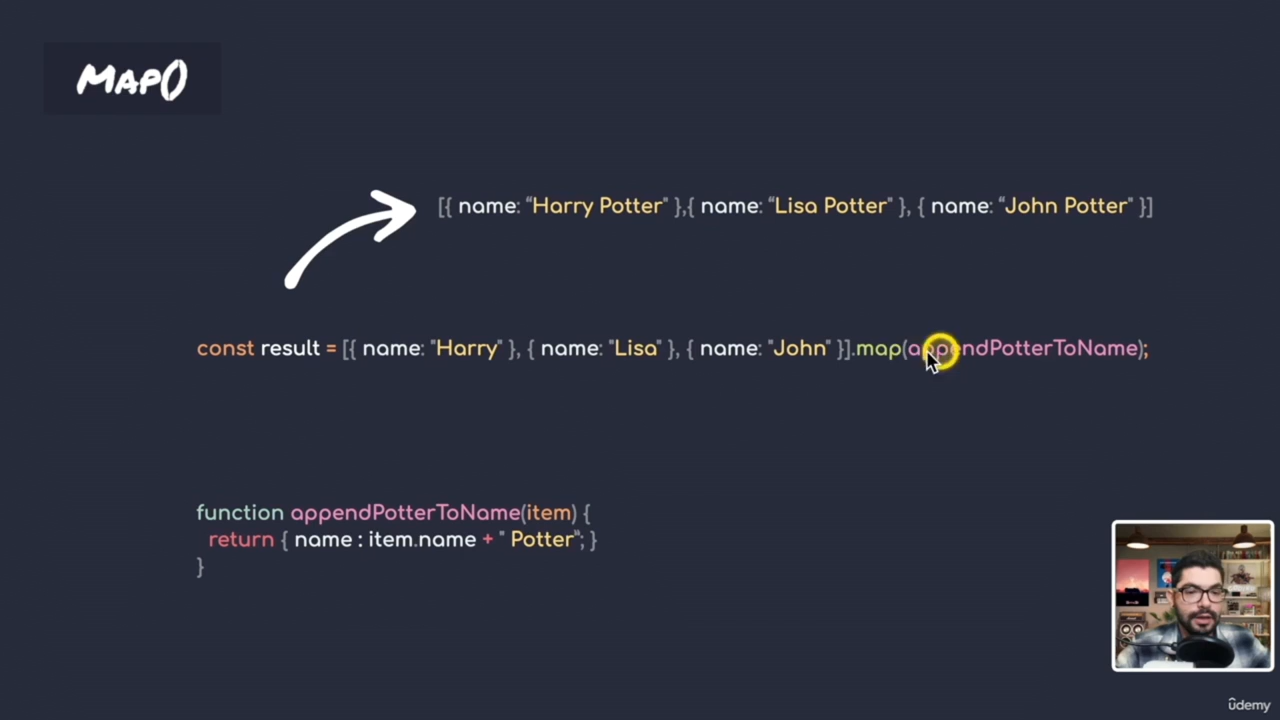 MAP()
[{ name: “Harry Potter" },{ name: “Lisa Potter" }, { name: “John Potter" }]
const result = [{ name: "Harry" }, { name: "Lisa" }, { name: "John" }].map(appendPotterToName);
function appendPotterToName(item) {
return { name : item.name + " Potter"; }
}
ûdemy